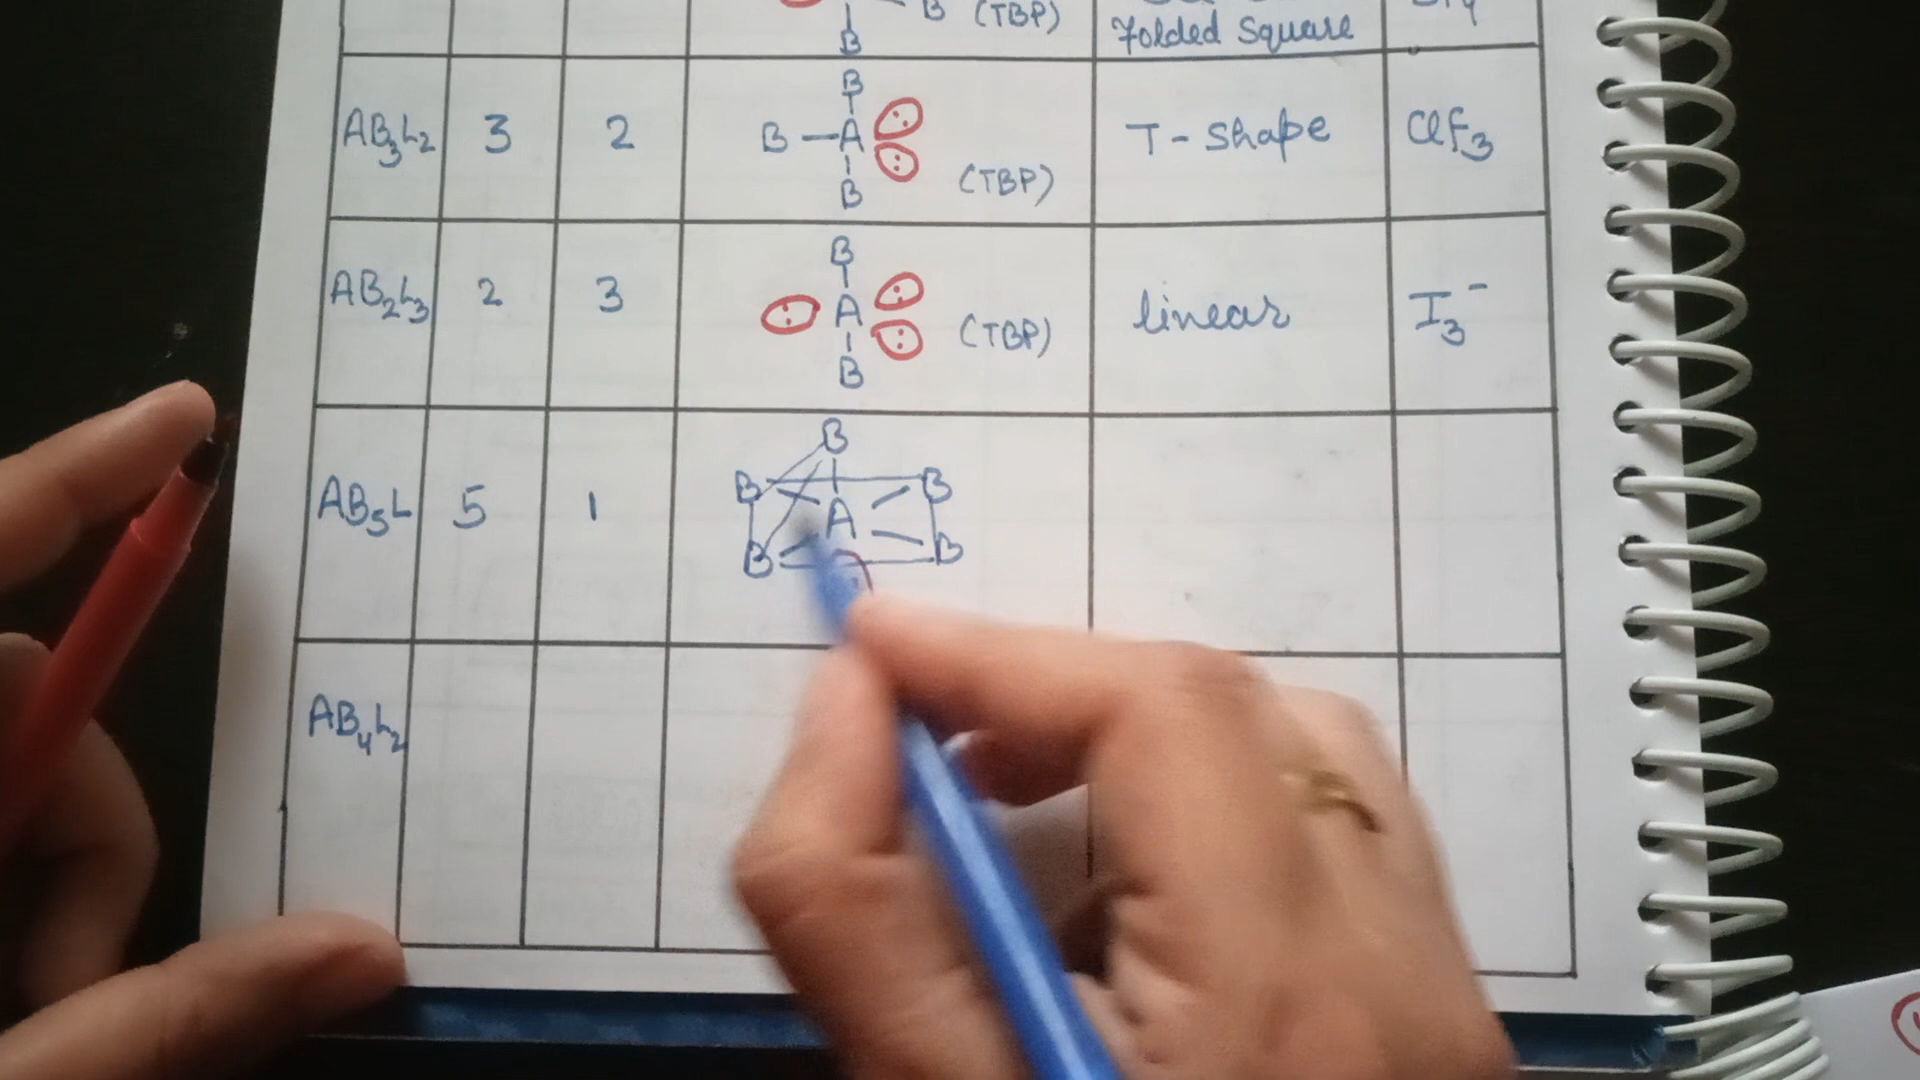 B (TBP)
B
Folded Square
AB3L2 3 2 B B-A B (TBP) T-Shape ClF3
AB2L3 2 3 B A B (TBP) linear I3-
AB5L 5 1 B B B A B B
AB4L2